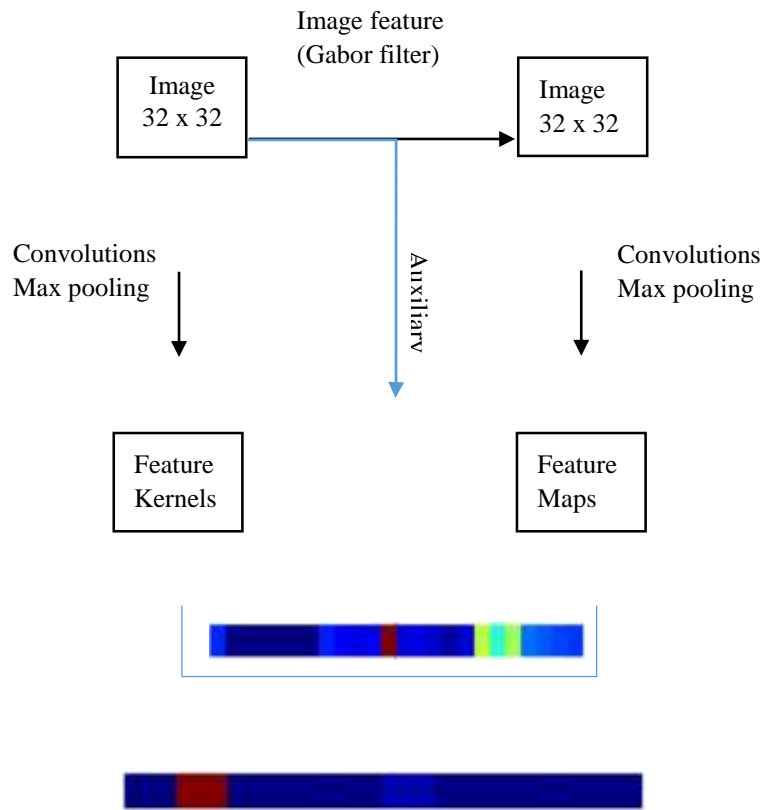 Image feature
(Gabor filter)
Image
32 x 32
Image
32 x 32
Convolutions
Max pooling
Auxiliary
Convolutions
Max pooling
Feature
Kernels
Feature
Maps